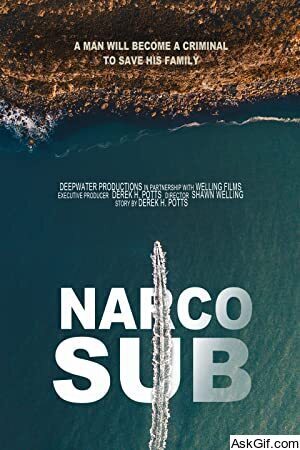 A MAN WILL BECOME A CRIMINAL
TO SAVE HIS FAMILY
DEEPWATER PRODUCTIONS IN PARTNERSHIP WITH WELLING FILMS
EXECUTIVE PRODUCER DEREK H. POTTS DIRECTOR SHAWN WELLING
STORY BY DEREK H. POTTS
NARCO
SUB
AskGif.com